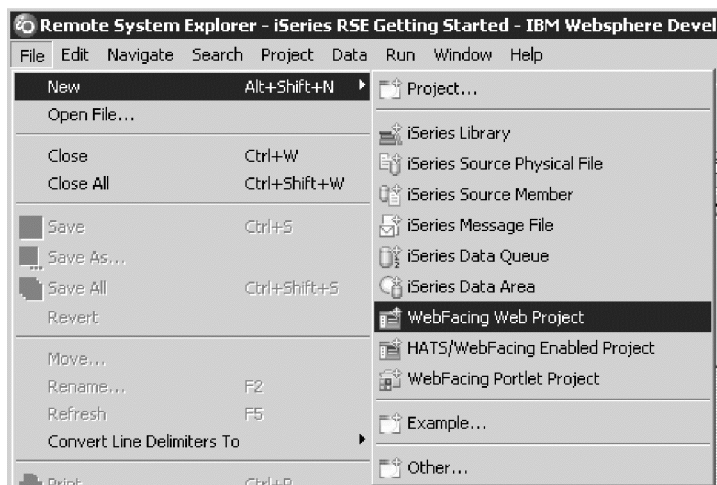 Remote System Explorer - iSeries RSE Getting Started - IBM Websphere Devel
File Edit Navigate Search Project Data Run Window Help
New Alt+Shift+N
Open File...
Close Ctrl+W
Close All Ctrl+Shift+W
Save Ctrl+S
Save As...
Save All Ctrl+Shift+S
Revert
Move...
Rename... F2
Refresh F5
Convert Line Delimiters To
Print Ctrl+P
Project...
iSeries Library
iSeries Source Physical File
iSeries Source Member
iSeries Message File
iSeries Data Queue
iSeries Data Area
WebFacing Web Project
HATS/WebFacing Enabled Project
WebFacing Portlet Project
Example...
Other...